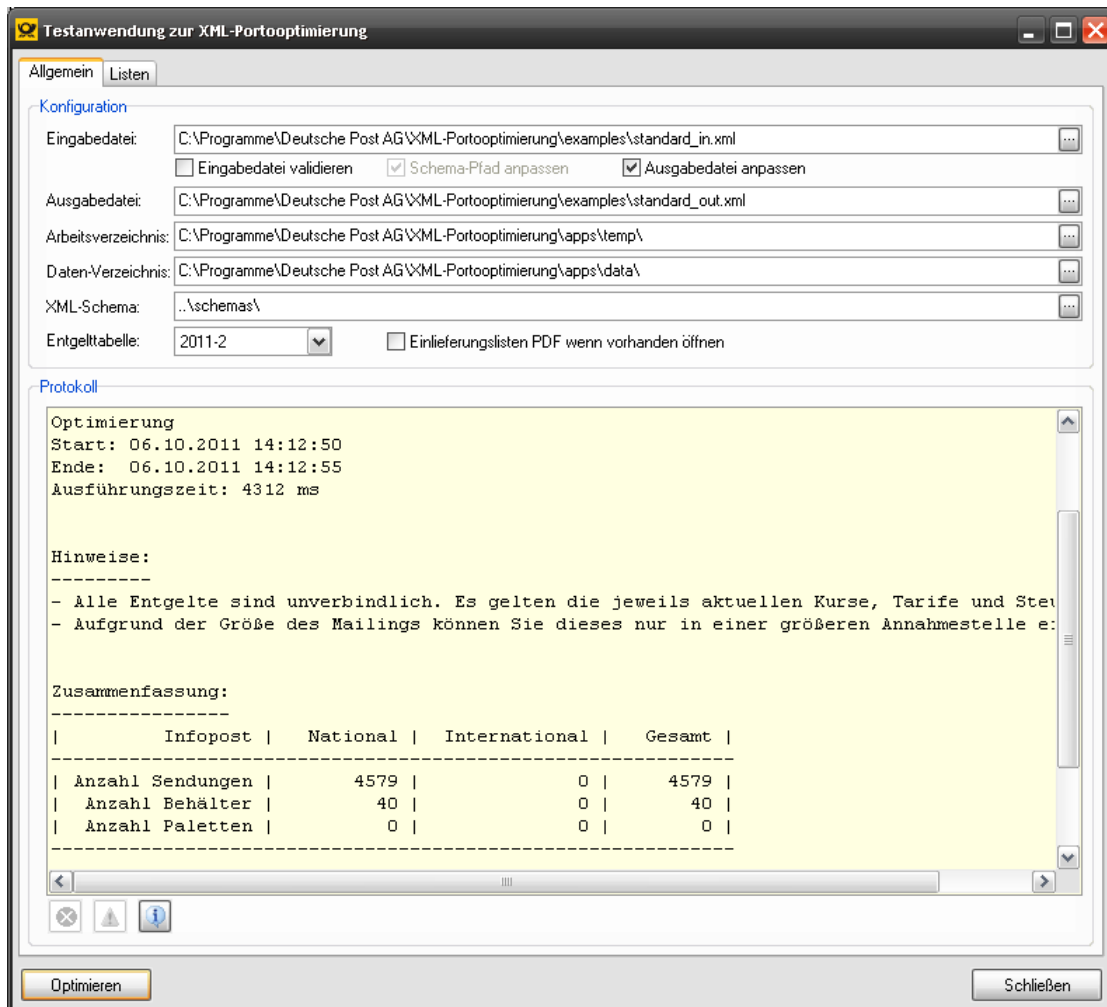 Testanwendung zur XML-Portooptimierung
Allgemein Listen
Konfiguration
Eingabedatei: C:\Programme\Deutsche Post AG\XML-Portooptimierung\examples\standard_in.xml ...
Eingabedatei validieren Schema-Pfad anpassen Ausgabedatei anpassen
Ausgabedatei: C:\Programme\Deutsche Post AG\XML-Portooptimierung\examples\standard_out.xml ...
Arbeitsverzeichnis: C:\Programme\Deutsche Post AG\XML-Portooptimierung\apps\temp\ ...
Daten-Verzeichnis: C:\Programme\Deutsche Post AG\XML-Portooptimierung\apps\data\ ...
XML-Schema: ..\schemas\ ...
Entgelttabelle: 2011-2 Einlieferungslisten PDF wenn vorhanden öffnen
Protokoll
Optimierung
Start: 06.10.2011 14:12:50
Ende: 06.10.2011 14:12:55
Ausführungszeit: 4312 ms
Hinweise:
---------
- Alle Entgelte sind unverbindlich. Es gelten die jeweils aktuellen Kurse, Tarife und Steu
- Aufgrund der Größe des Mailings können Sie dieses nur in einer größeren Annahmestelle e
Zusammenfassung:
----------------
| Infopost | National | International | Gesamt |
--------------------------------------------------------------
| Anzahl Sendungen | 4579 | 0 | 4579 |
| Anzahl Behälter | 40 | 0 | 40 |
| Anzahl Paletten | 0 | 0 | 0 |
--------------------------------------------------------------
Optimieren Schließen